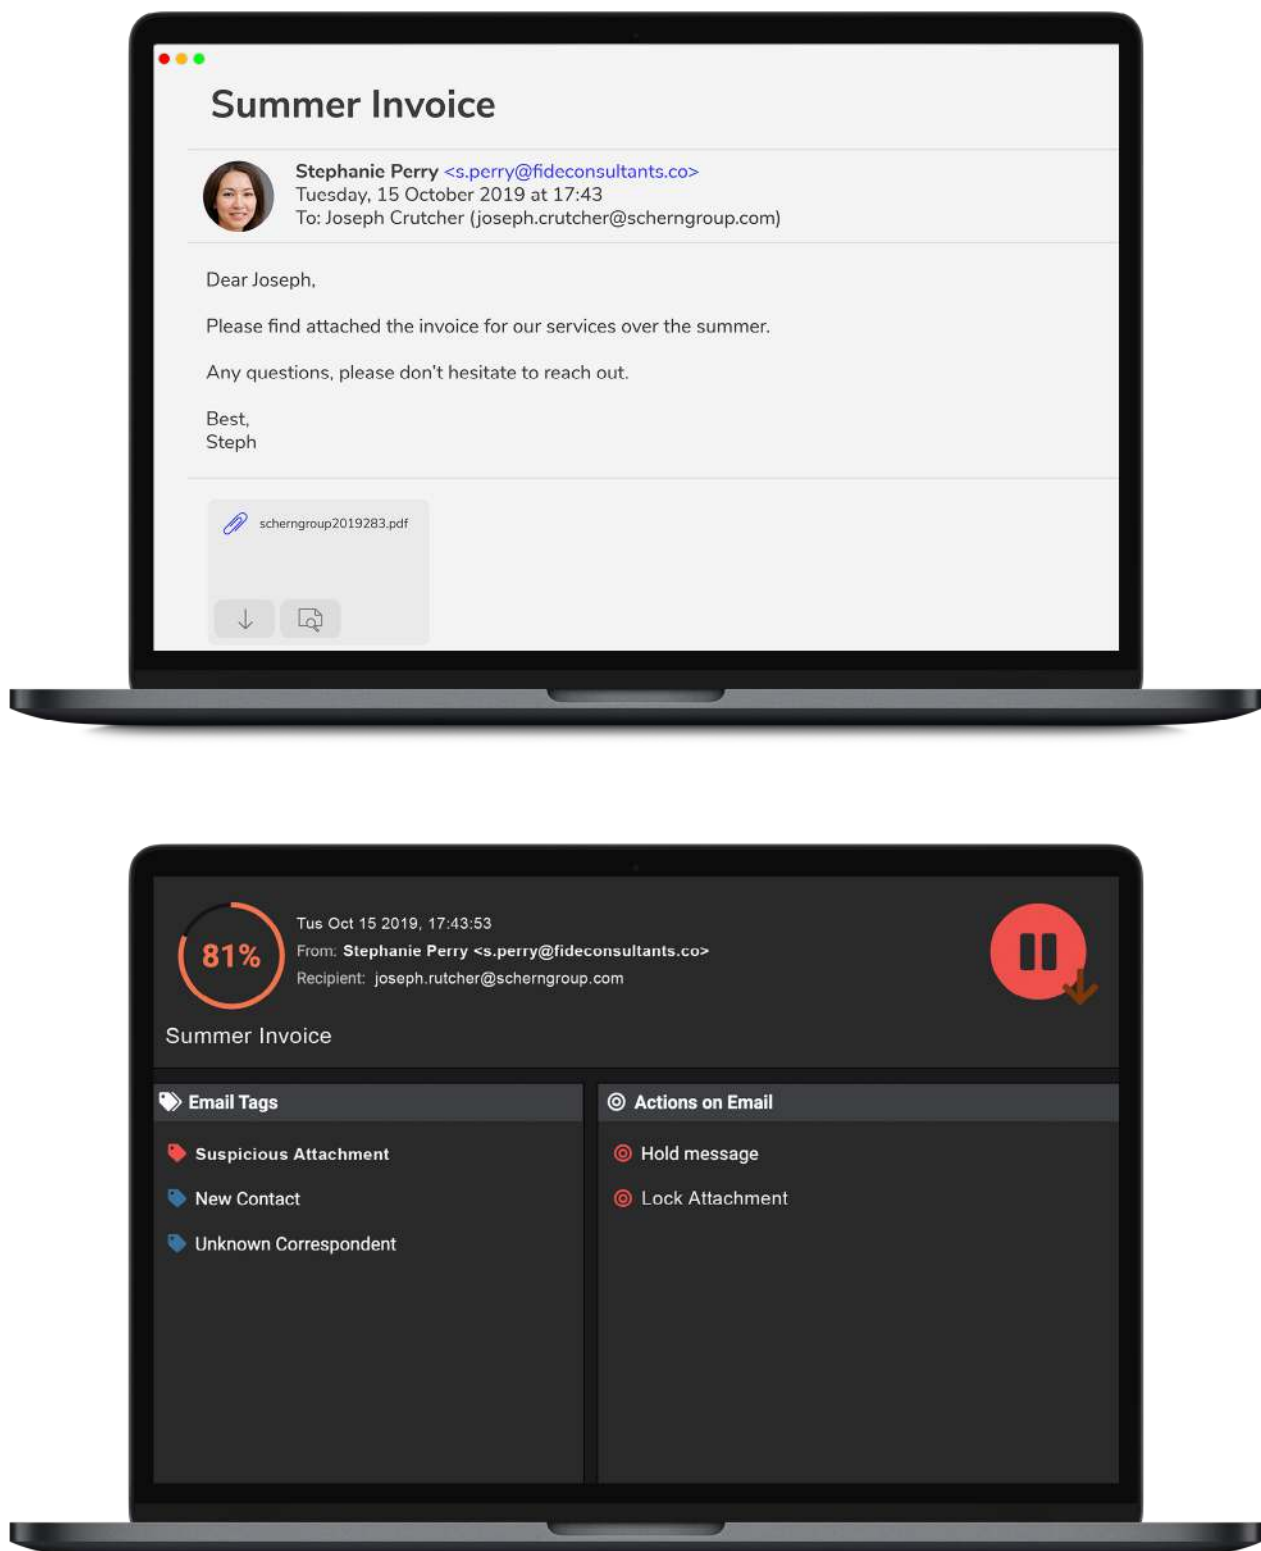 Summer Invoice
Stephanie Perry <s.perry@fideconsultants.co>
Tuesday, 15 October 2019 at 17:43
To: Joseph Crutcher (joseph.crutcher@scherngroup.com)
Dear Joseph,
Please find attached the invoice for our services over the summer.
Any questions, please don't hesitate to reach out.
Best,
Steph
scherngroup2019283.pdf
81%
Tus Oct 15 2019, 17:43:53
From: Stephanie Perry <s.perry@fideconsultants.co>
Recipient: joseph.rutcher@scherngroup.com
Summer Invoice
Email Tags
Suspicious Attachment
New Contact
Unknown Correspondent
Actions on Email
Hold message
Lock Attachment